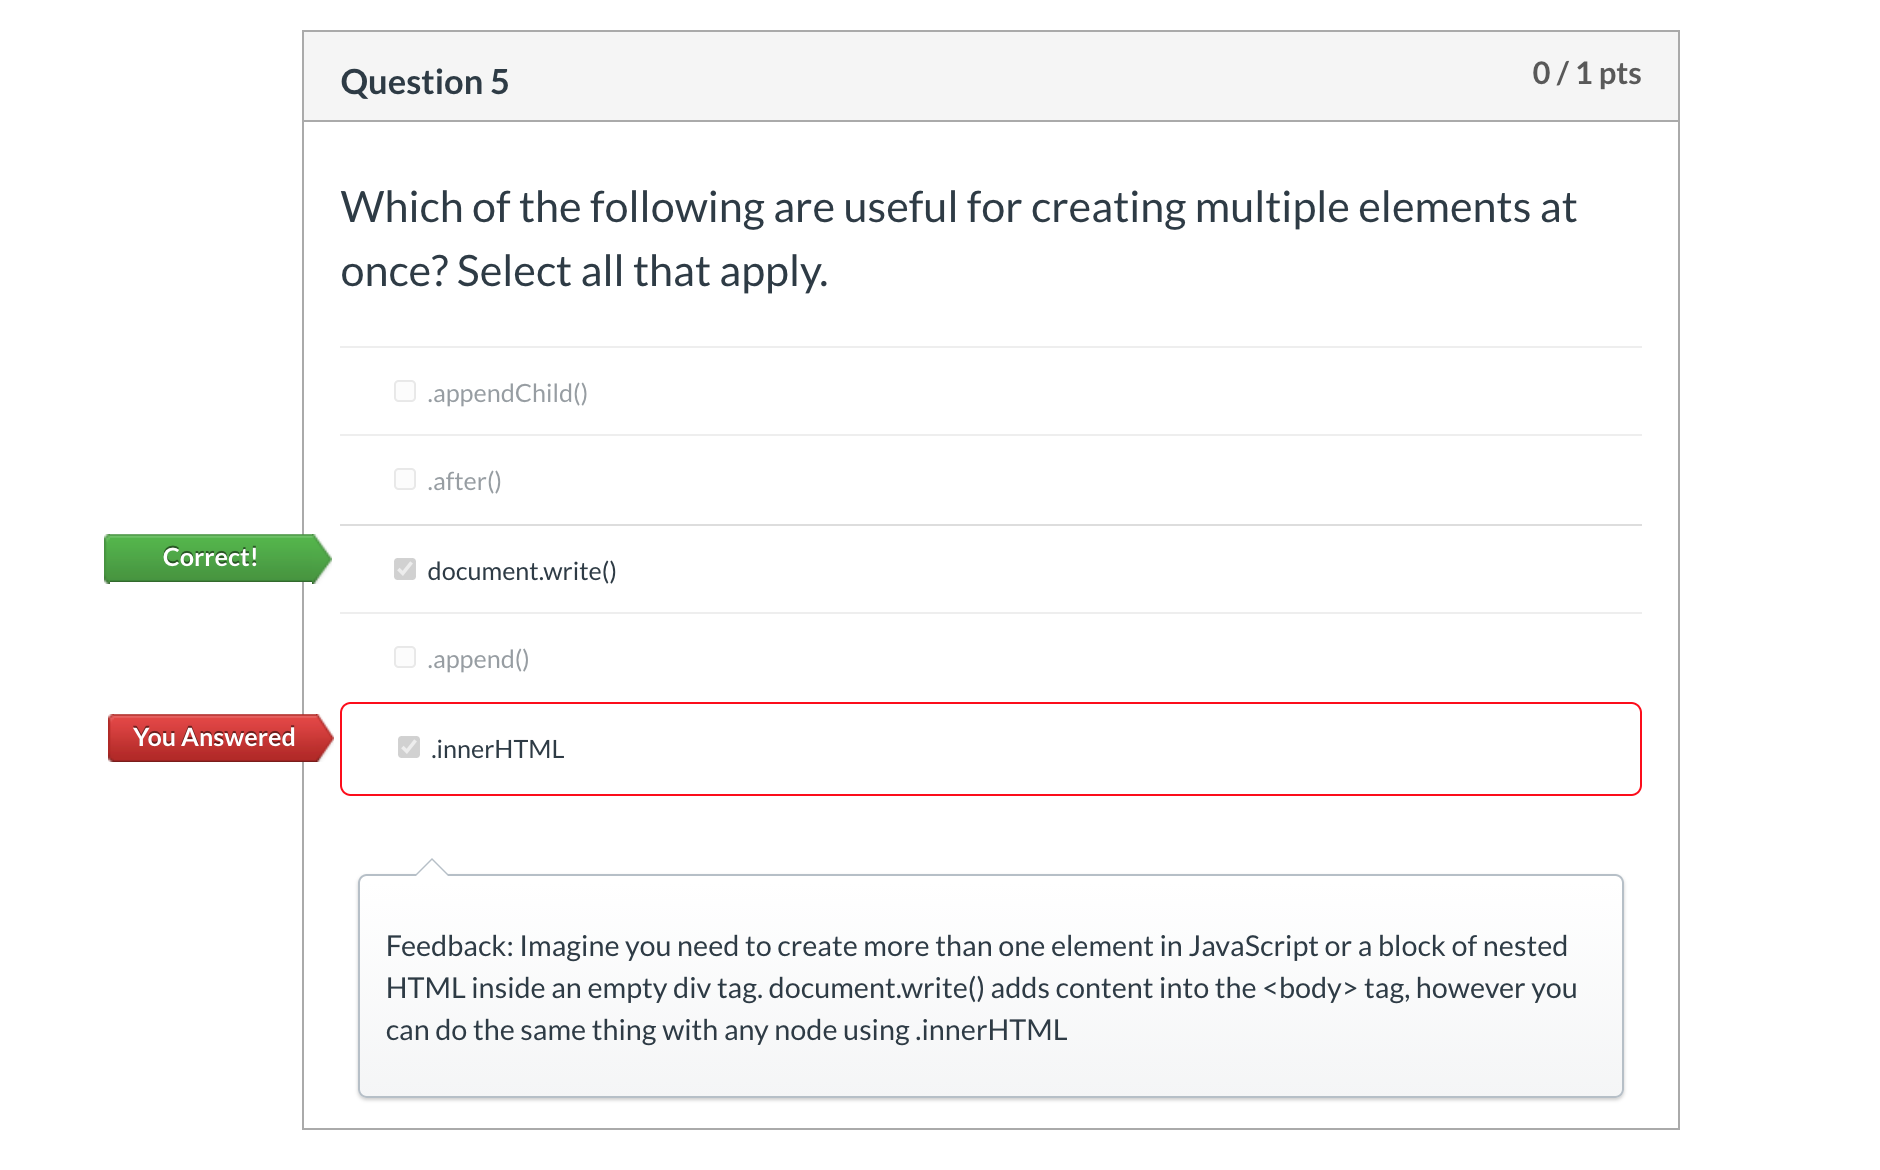 Question 5
0 / 1 pts
Which of the following are useful for creating multiple elements at
once? Select all that apply.
.appendChild()
.after()
Correct!
document.write()
.append()
You Answered
.innerHTML
Feedback: Imagine you need to create more than one element in JavaScript or a block of nested
HTML inside an empty div tag. document.write() adds content into the <body> tag, however you
can do the same thing with any node using .innerHTML